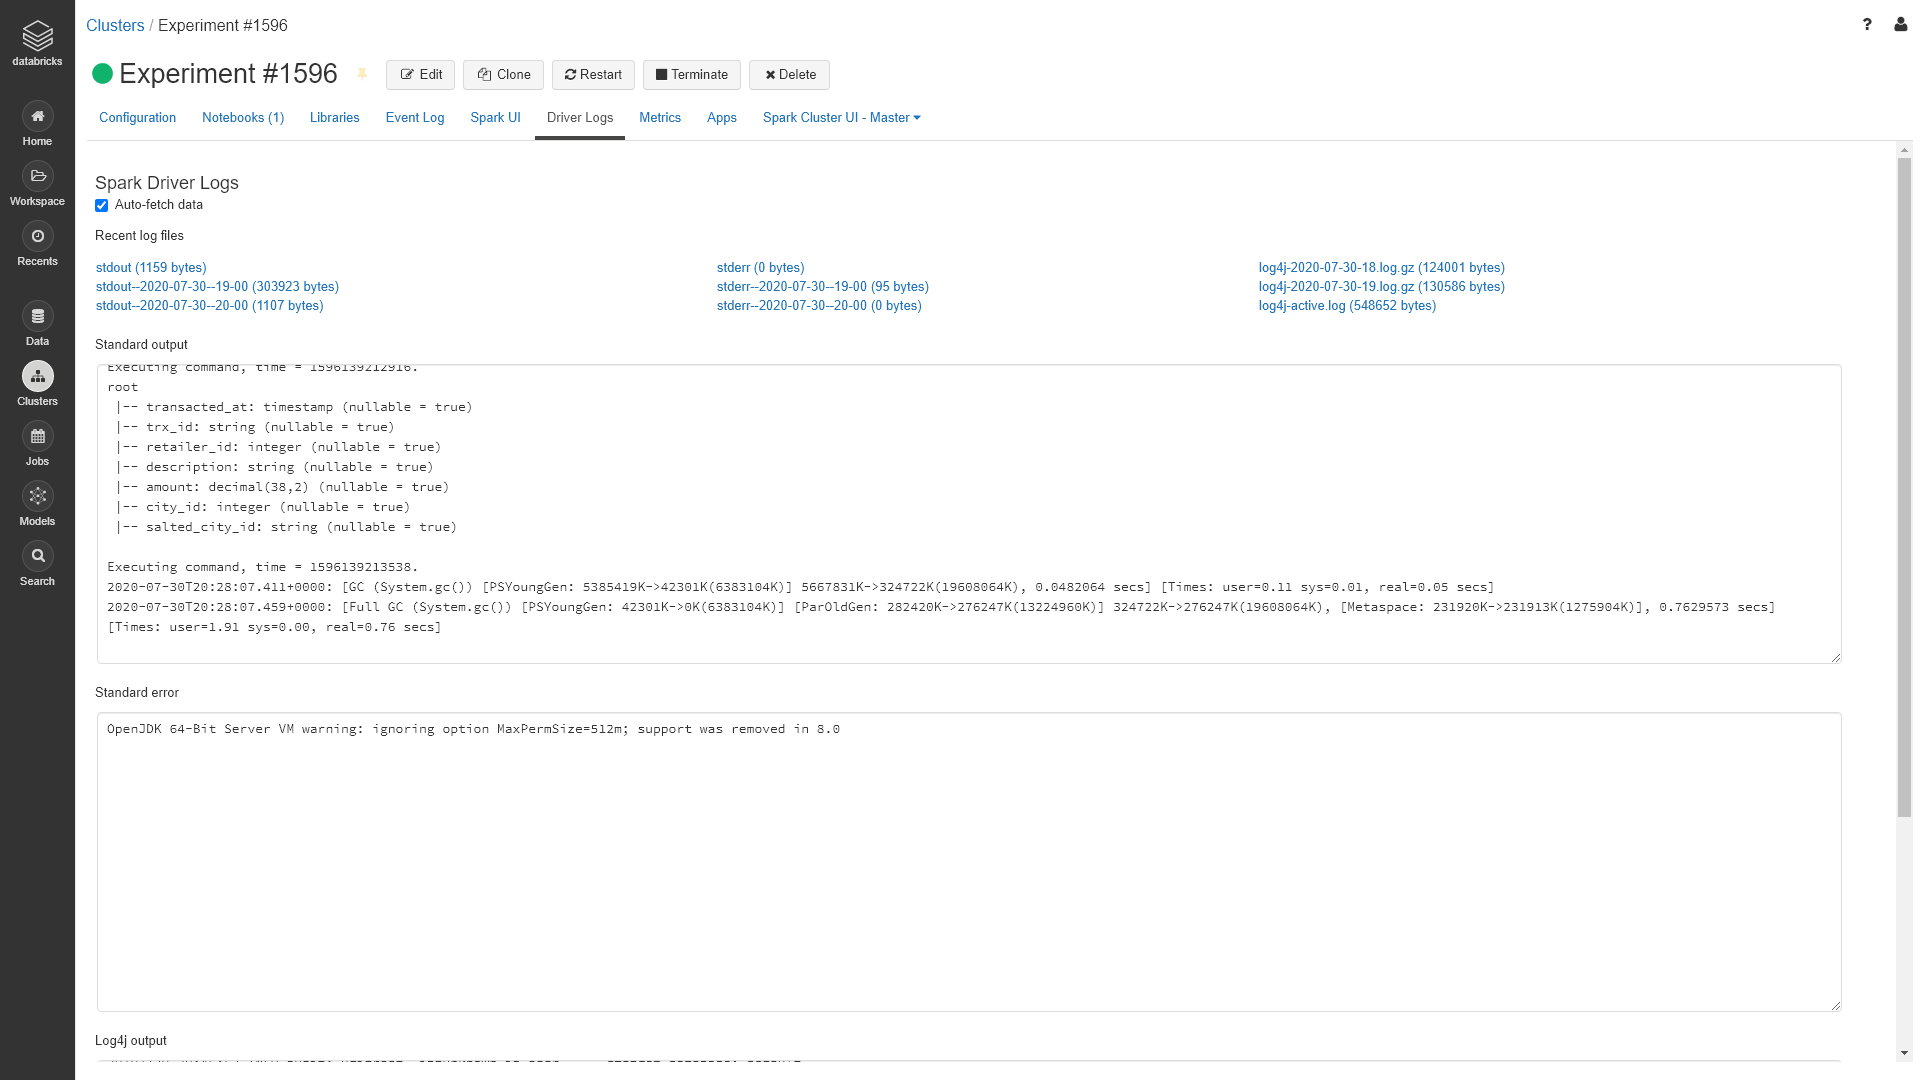 Clusters / Experiment #1596
?
databricks
Experiment #1596
Edit
Clone
Restart
Terminate
Delete
Configuration
Notebooks (1)
Libraries
Event Log
Spark UI
Driver Logs
Metrics
Apps
Spark Cluster UI - Master
Home
Workspace
Recents
Data
Clusters
Jobs
Models
Search
Spark Driver Logs
Auto-fetch data
Recent log files
stdout (1159 bytes)
stderr (0 bytes)
log4j-2020-07-30-18.log.gz (124001 bytes)
stdout--2020-07-30--19-00 (303923 bytes)
stderr--2020-07-30--19-00 (95 bytes)
log4j-2020-07-30-19.log.gz (130586 bytes)
stdout--2020-07-30--20-00 (1107 bytes)
stderr--2020-07-30--20-00 (0 bytes)
log4j-active.log (548652 bytes)
Standard output
Executing command, time = 1596139212916.
root
|-- transacted_at: timestamp (nullable = true)
|-- trx_id: string (nullable = true)
|-- retailer_id: integer (nullable = true)
|-- description: string (nullable = true)
|-- amount: decimal(38,2) (nullable = true)
|-- city_id: integer (nullable = true)
|-- salted_city_id: string (nullable = true)
Executing command, time = 1596139213538.
2020-07-30T20:28:07.411+0000: [GC (System.gc()) [PSYoungGen: 5385419K->42301K(6383104K)] 5667831K->324722K(19608064K), 0.0482064 secs] [Times: user=0.11 sys=0.01, real=0.05 secs]
2020-07-30T20:28:07.459+0000: [Full GC (System.gc()) [PSYoungGen: 42301K->0K(6383104K)] [ParOldGen: 282420K->276247K(13224960K)] 324722K->276247K(19608064K), [Metaspace: 231920K->231913K(1275904K)], 0.7629573 secs]
[Times: user=1.91 sys=0.00, real=0.76 secs]
Standard error
OpenJDK 64-Bit Server VM warning: ignoring option MaxPermSize=512m; support was removed in 8.0
Log4j output